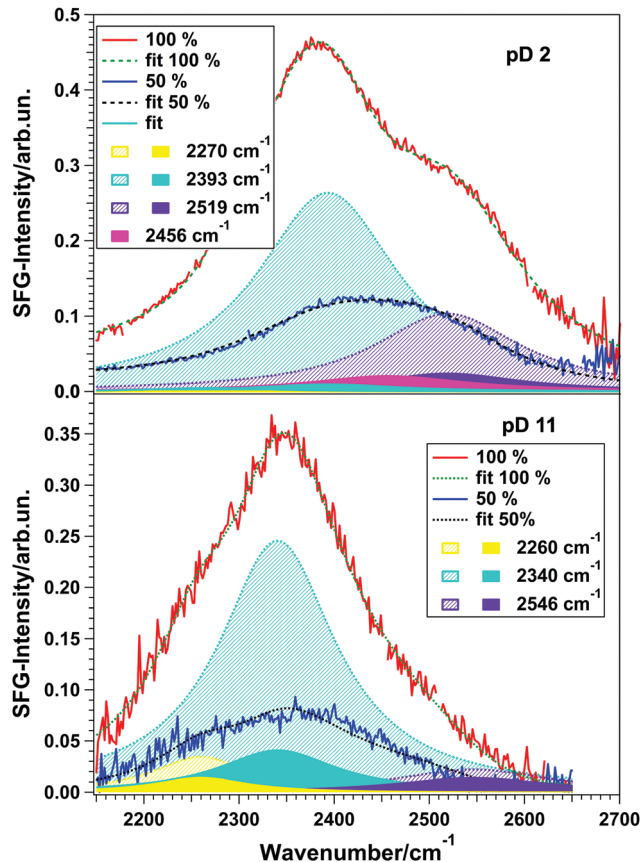 0.5
0.4
0.3
0.2
0.1
0.0
SFG-Intensity/arb.un.
100 %
fit 100 %
50 %
fit 50 %
fit
2270 cm⁻¹
2393 cm⁻¹
2519 cm⁻¹
2456 cm⁻¹
pD 2
pD 11
0.35
0.30
0.25
0.20
0.15
0.10
0.05
0.00
SFG-Intensity/arb.un.
100 %
fit 100 %
50 %
fit 50%
2260 cm⁻¹
2340 cm⁻¹
2546 cm⁻¹
2200 2300 2400 2500 2600 2700
Wavenumber/cm⁻¹